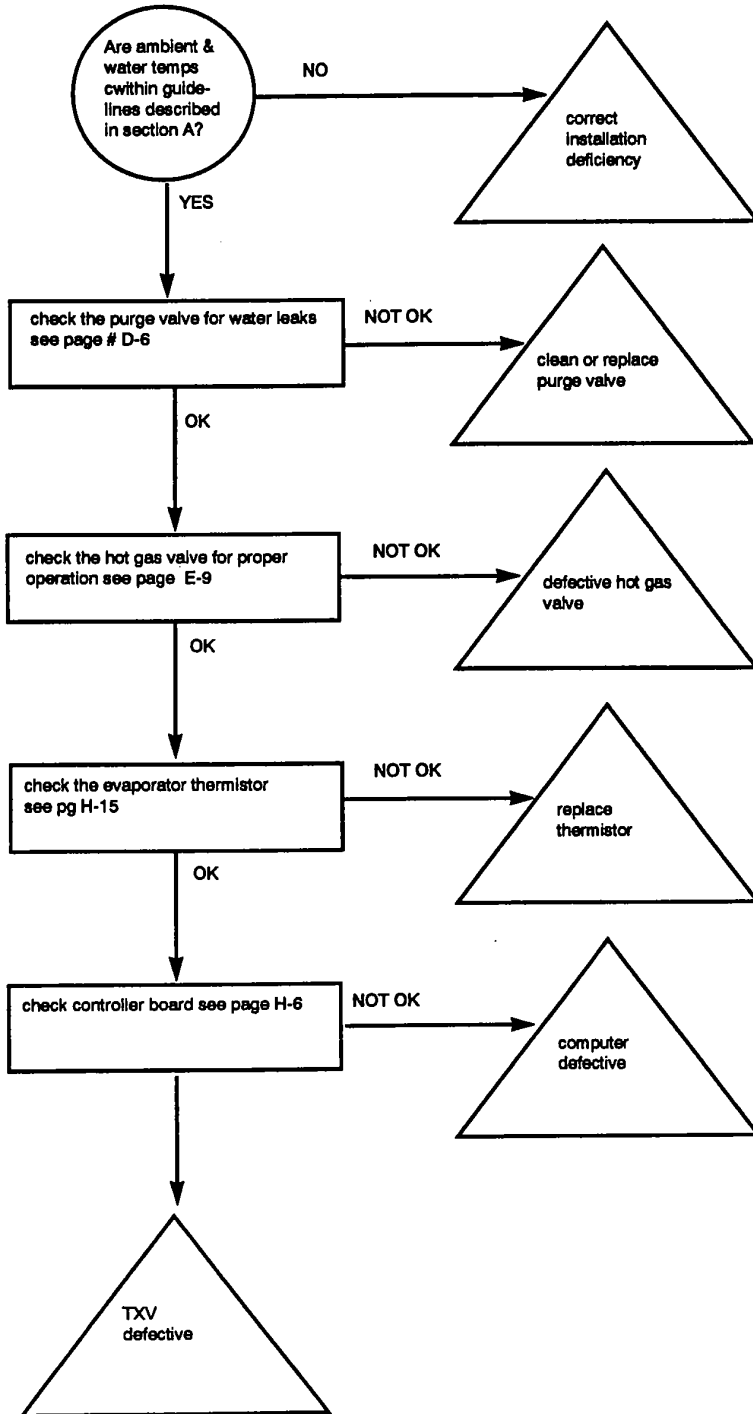 Are ambient &
water temps
cwithin guide-
lines described
in section A?
NO
correct
installation
deficiency
YES
check the purge valve for water leaks
see page # D-6
NOT OK
clean or replace
purge valve
OK
check the hot gas valve for proper
operation see page E-9
NOT OK
defective hot gas
valve
OK
check the evaporator thermistor
see pg H-15
NOT OK
replace
thermistor
OK
check controller board see page H-6
NOT OK
computer
defective
TXV
defective